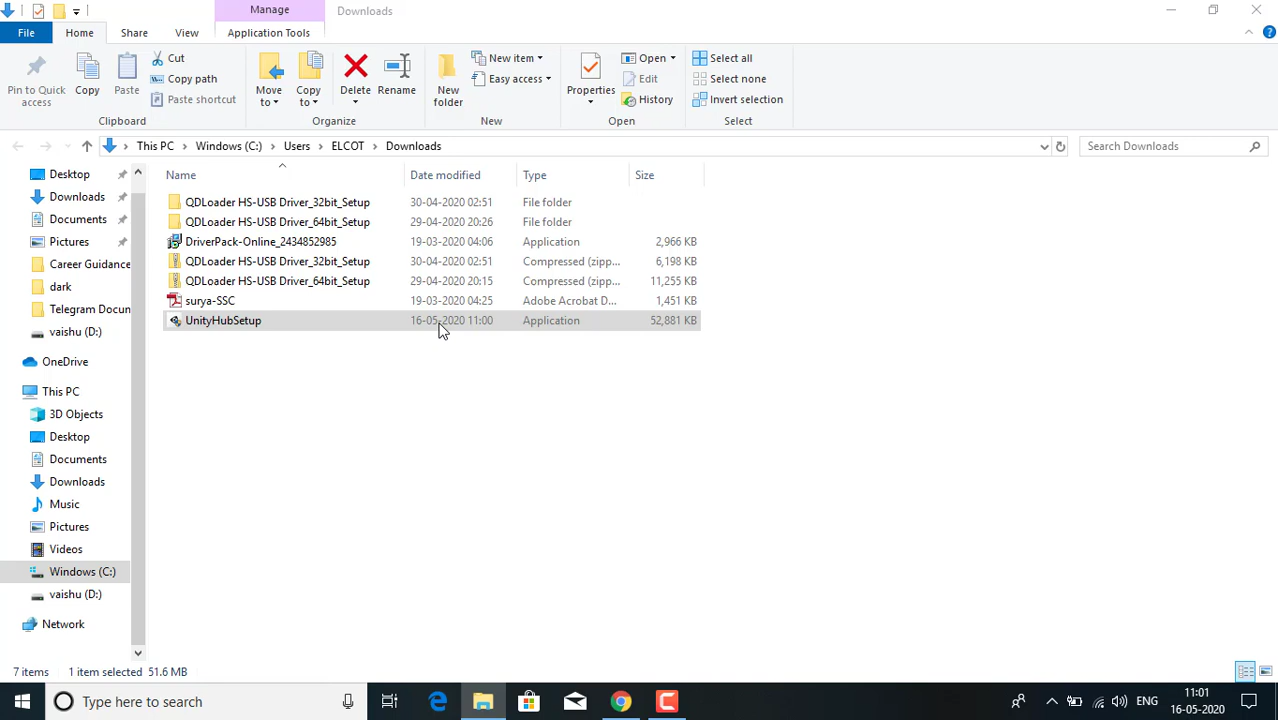 Manage
Downloads
File
Home
Share
View
Application Tools
Pin to Quick access
Copy
Paste
Cut
Copy path
Paste shortcut
Clipboard
Move to
Copy to
Delete
Rename
Organize
New folder
New item
Easy access
New
Properties
Open
Edit
History
Open
Select all
Select none
Invert selection
Select
This PC
Windows (C:)
Users
ELCOT
Downloads
Search Downloads
Name
Date modified
Type
Size
QDLoader HS-USB Driver_32bit_Setup 30-04-2020 02:51 File folder
QDLoader HS-USB Driver_64bit_Setup 29-04-2020 20:26 File folder
DriverPack-Online_2434852985 19-03-2020 04:06 Application 2,966 KB
QDLoader HS-USB Driver_32bit_Setup 30-04-2020 02:51 Compressed (zipp... 6,198 KB
QDLoader HS-USB Driver_64bit_Setup 29-04-2020 20:15 Compressed (zipp... 11,255 KB
surya-SSC 19-03-2020 04:25 Adobe Acrobat D... 1,451 KB
UnityHubSetup 16-05-2020 11:00 Application 52,881 KB
Desktop
Downloads
Documents
Pictures
Career Guidance
dark
Telegram Docun
vaishu (D:)
OneDrive
This PC
3D Objects
Desktop
Documents
Downloads
Music
Pictures
Videos
Windows (C:)
vaishu (D:)
Network
7 items
1 item selected 51.6 MB
Type here to search
ENG
11:01
16-05-2020